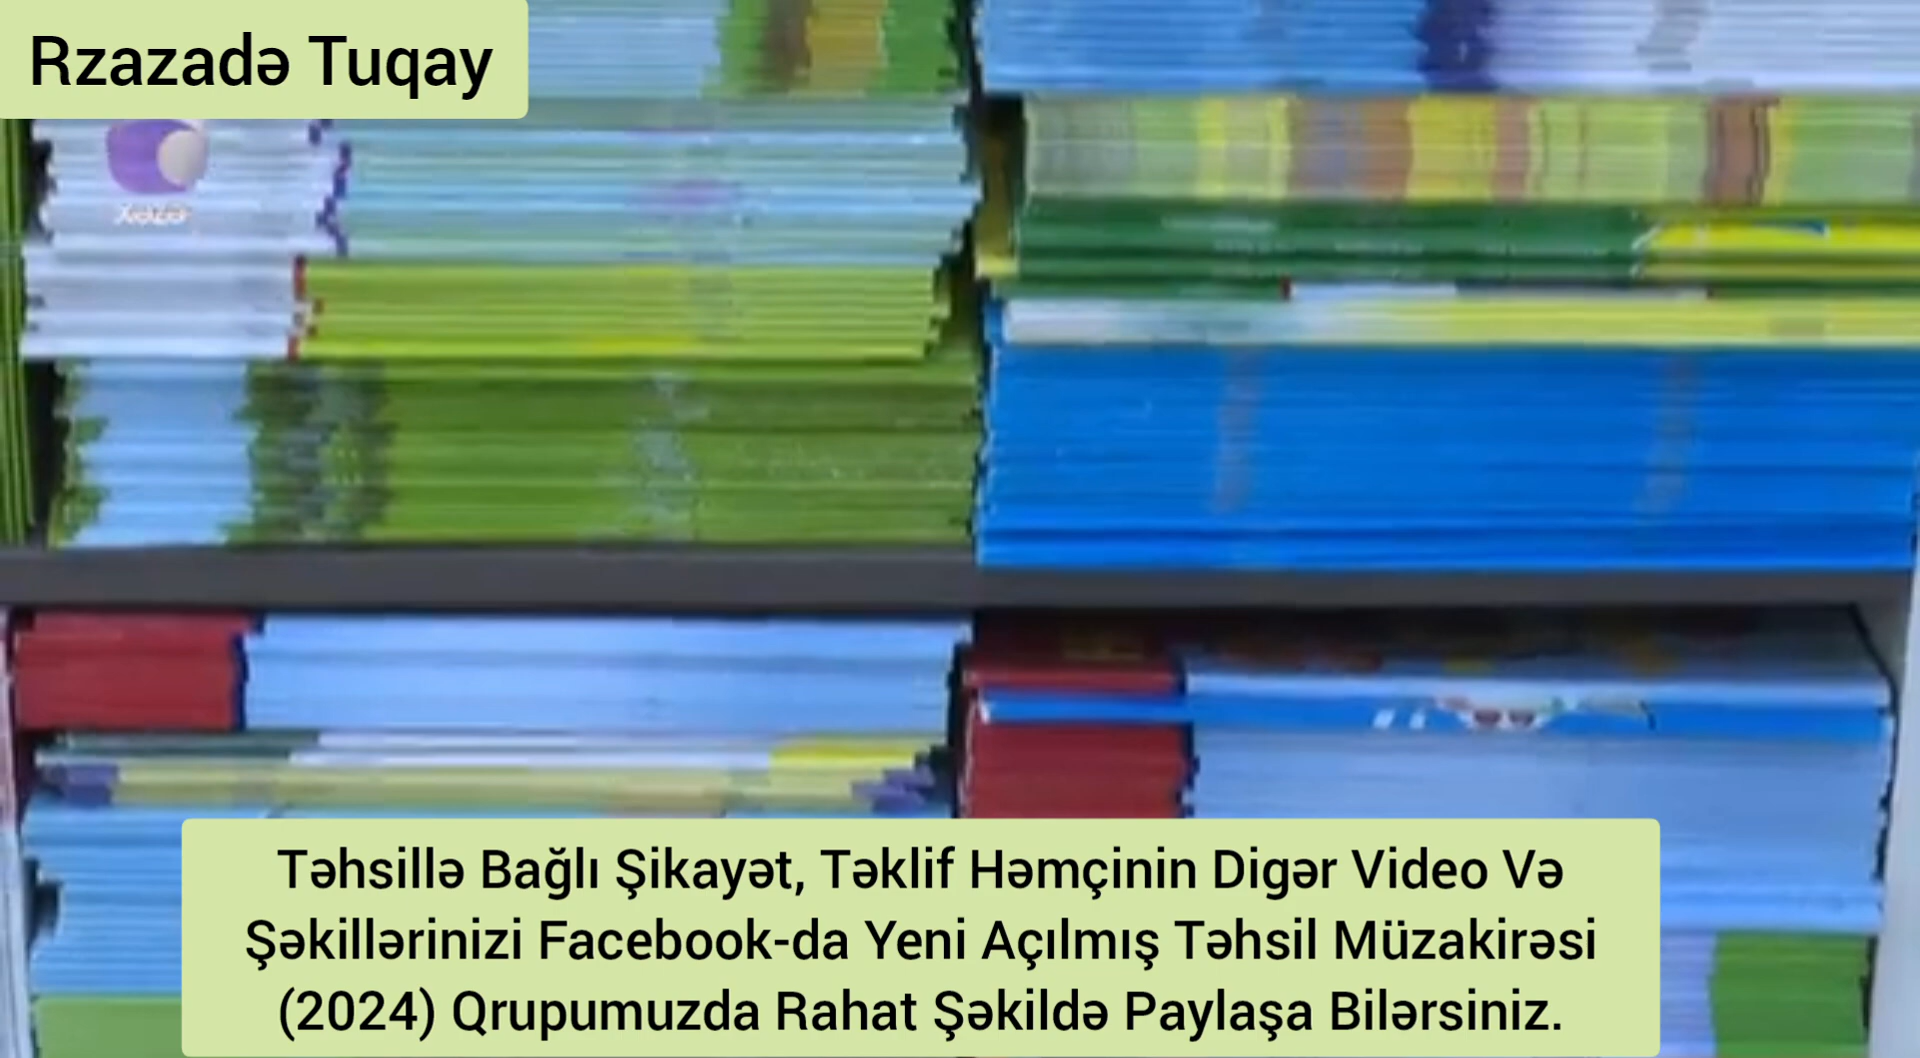 Rzazadə Tuqay
Təhsillə Bağlı Şikayət, Təklif Həmçinin Digər Video Və
Şəkillərinizi Facebook-da Yeni Açılmış Təhsil Müzakirəsi
(2024) Qrupumuzda Rahat Şəkildə Paylaşa Bilərsiniz.